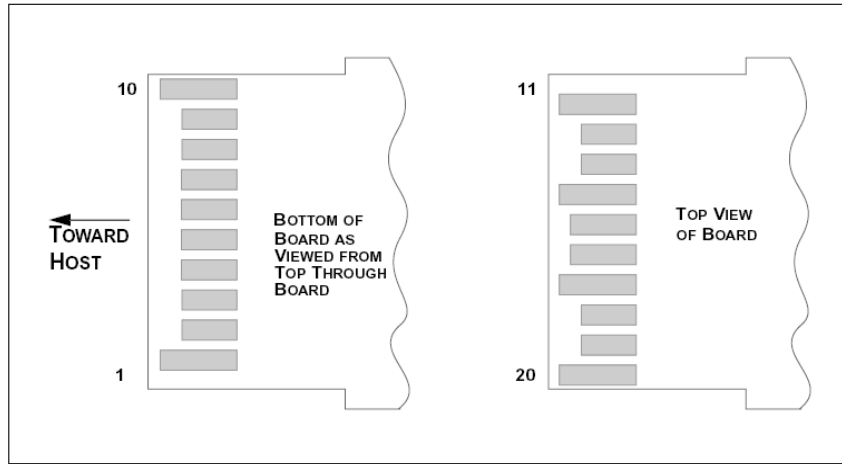 10
1
TOWARD
HOST
BOTTOM OF
BOARD AS
VIEWED FROM
TOP THROUGH
BOARD
11
20
TOP VIEW
OF BOARD